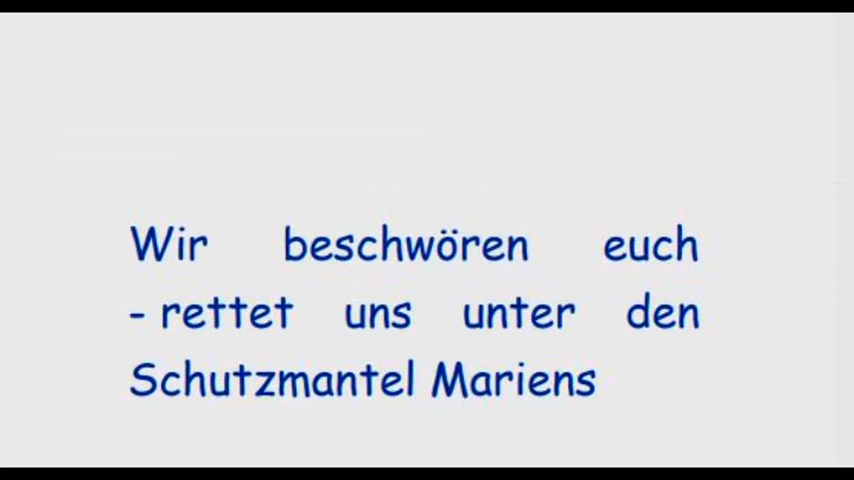 Wir beschwören euch
- rettet uns unter den
Schutzmantel Mariens